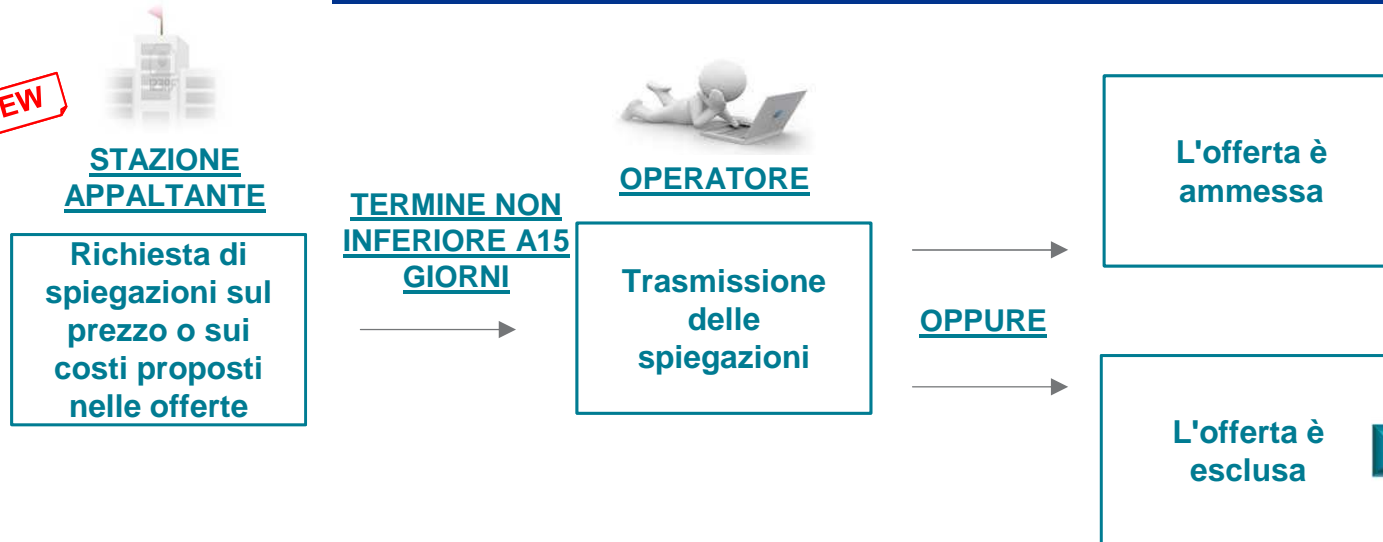 STAZIONE
APPALTANTE
Richiesta di
spiegazioni sul
prezzo o sui
costi proposti
nelle offerte
TERMINE NON
INFERIORE A15
GIORNI
OPERATORE
Trasmissione
delle
spiegazioni
OPPURE
L'offerta è
ammessa
L'offerta è
esclusa